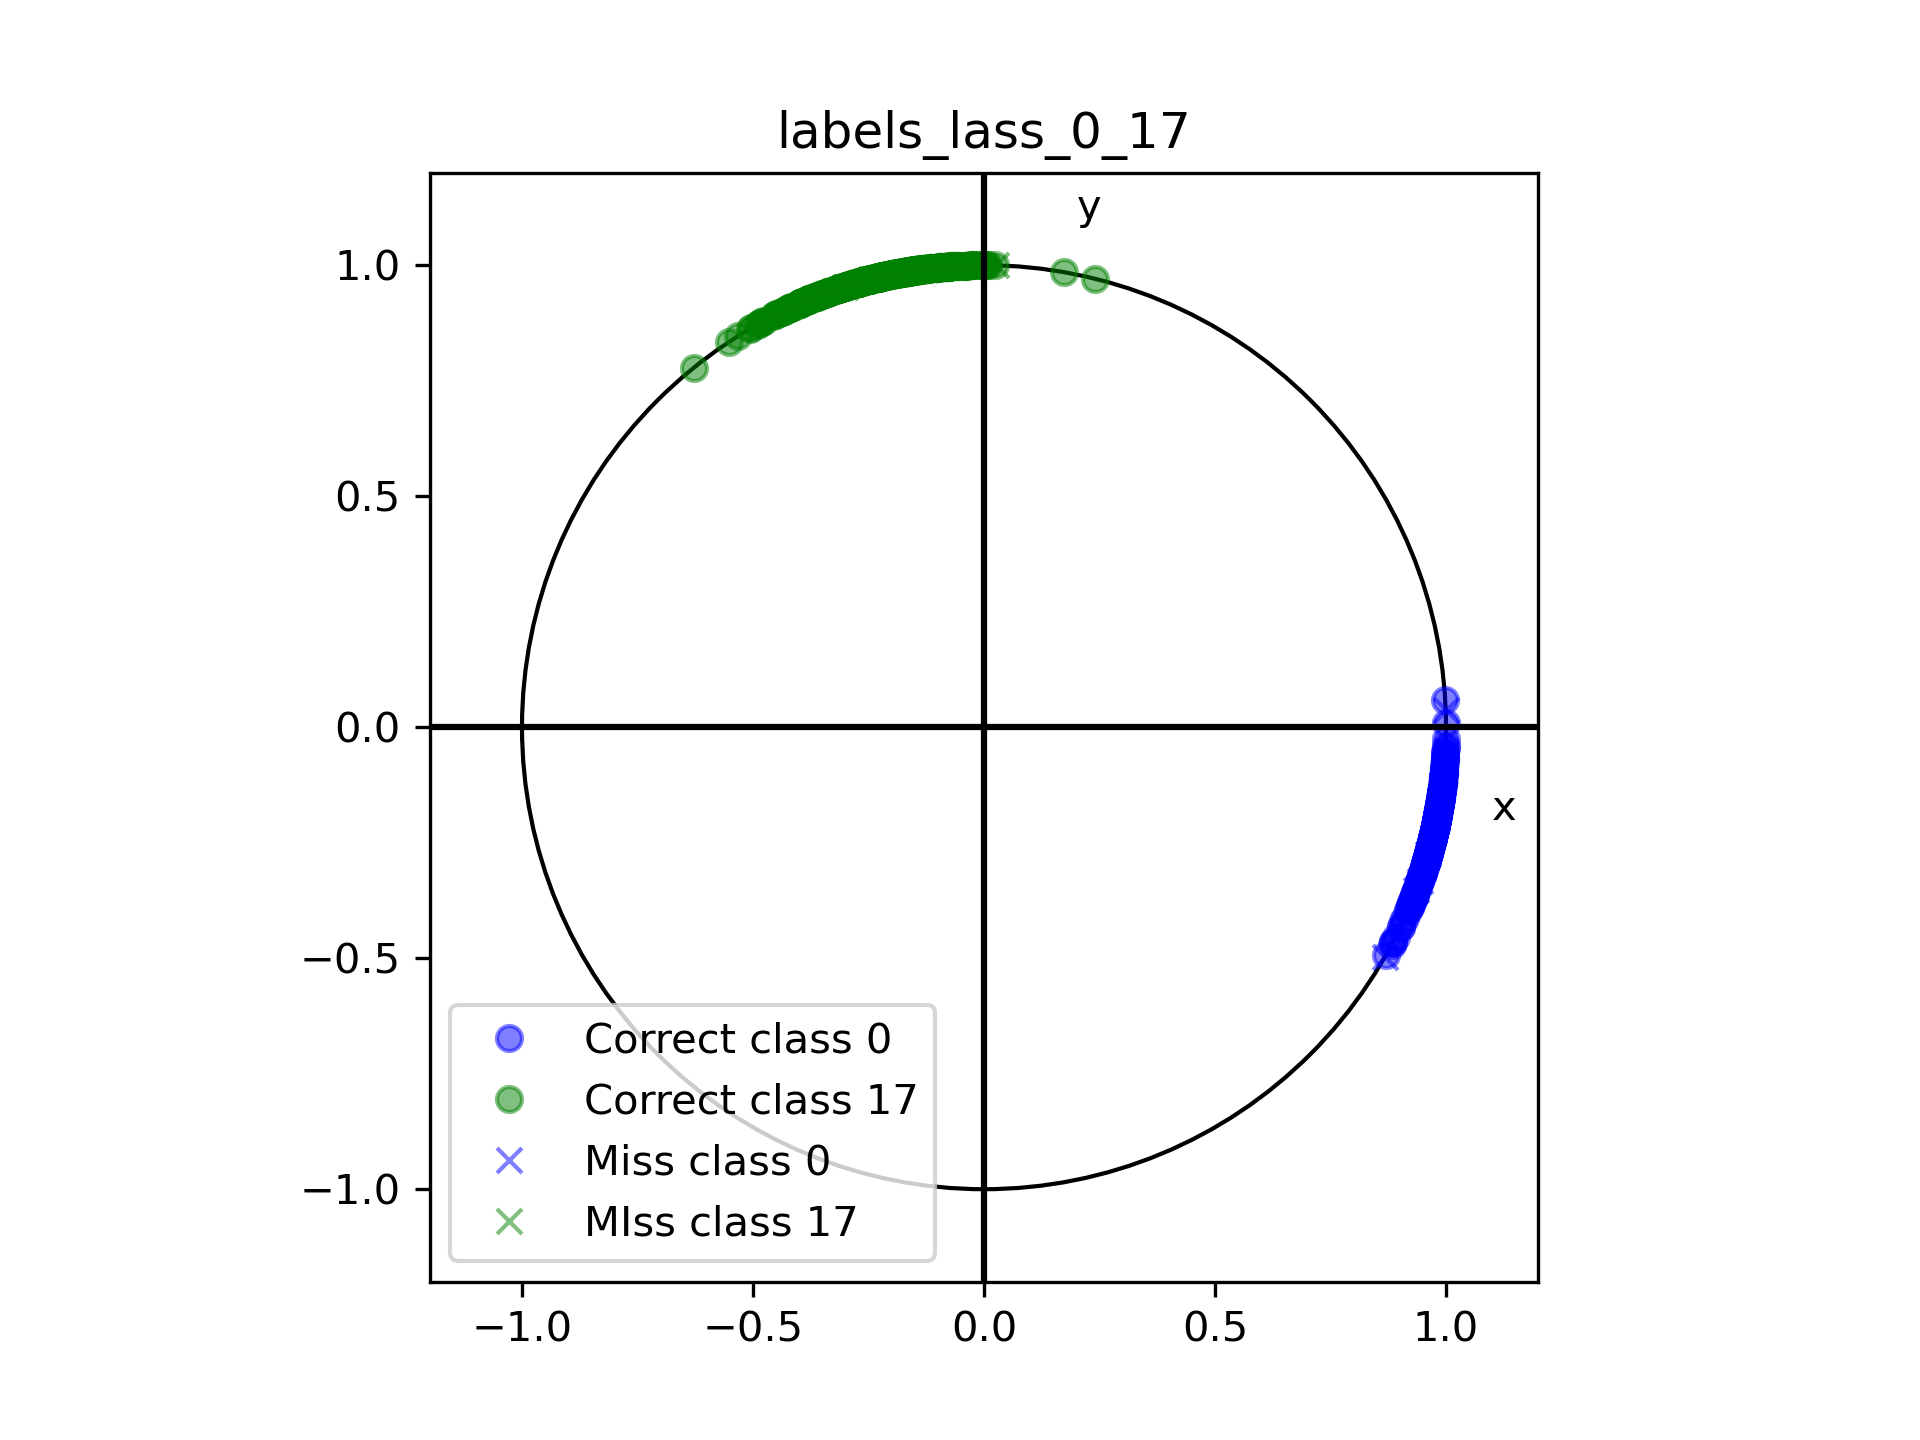 labels_lass_0_17
y
1.0
0.5
0.0
x
−0.5
−1.0
Correct class 0
Correct class 17
Miss class 0
MIss class 17
−1.0 −0.5 0.0 0.5 1.0